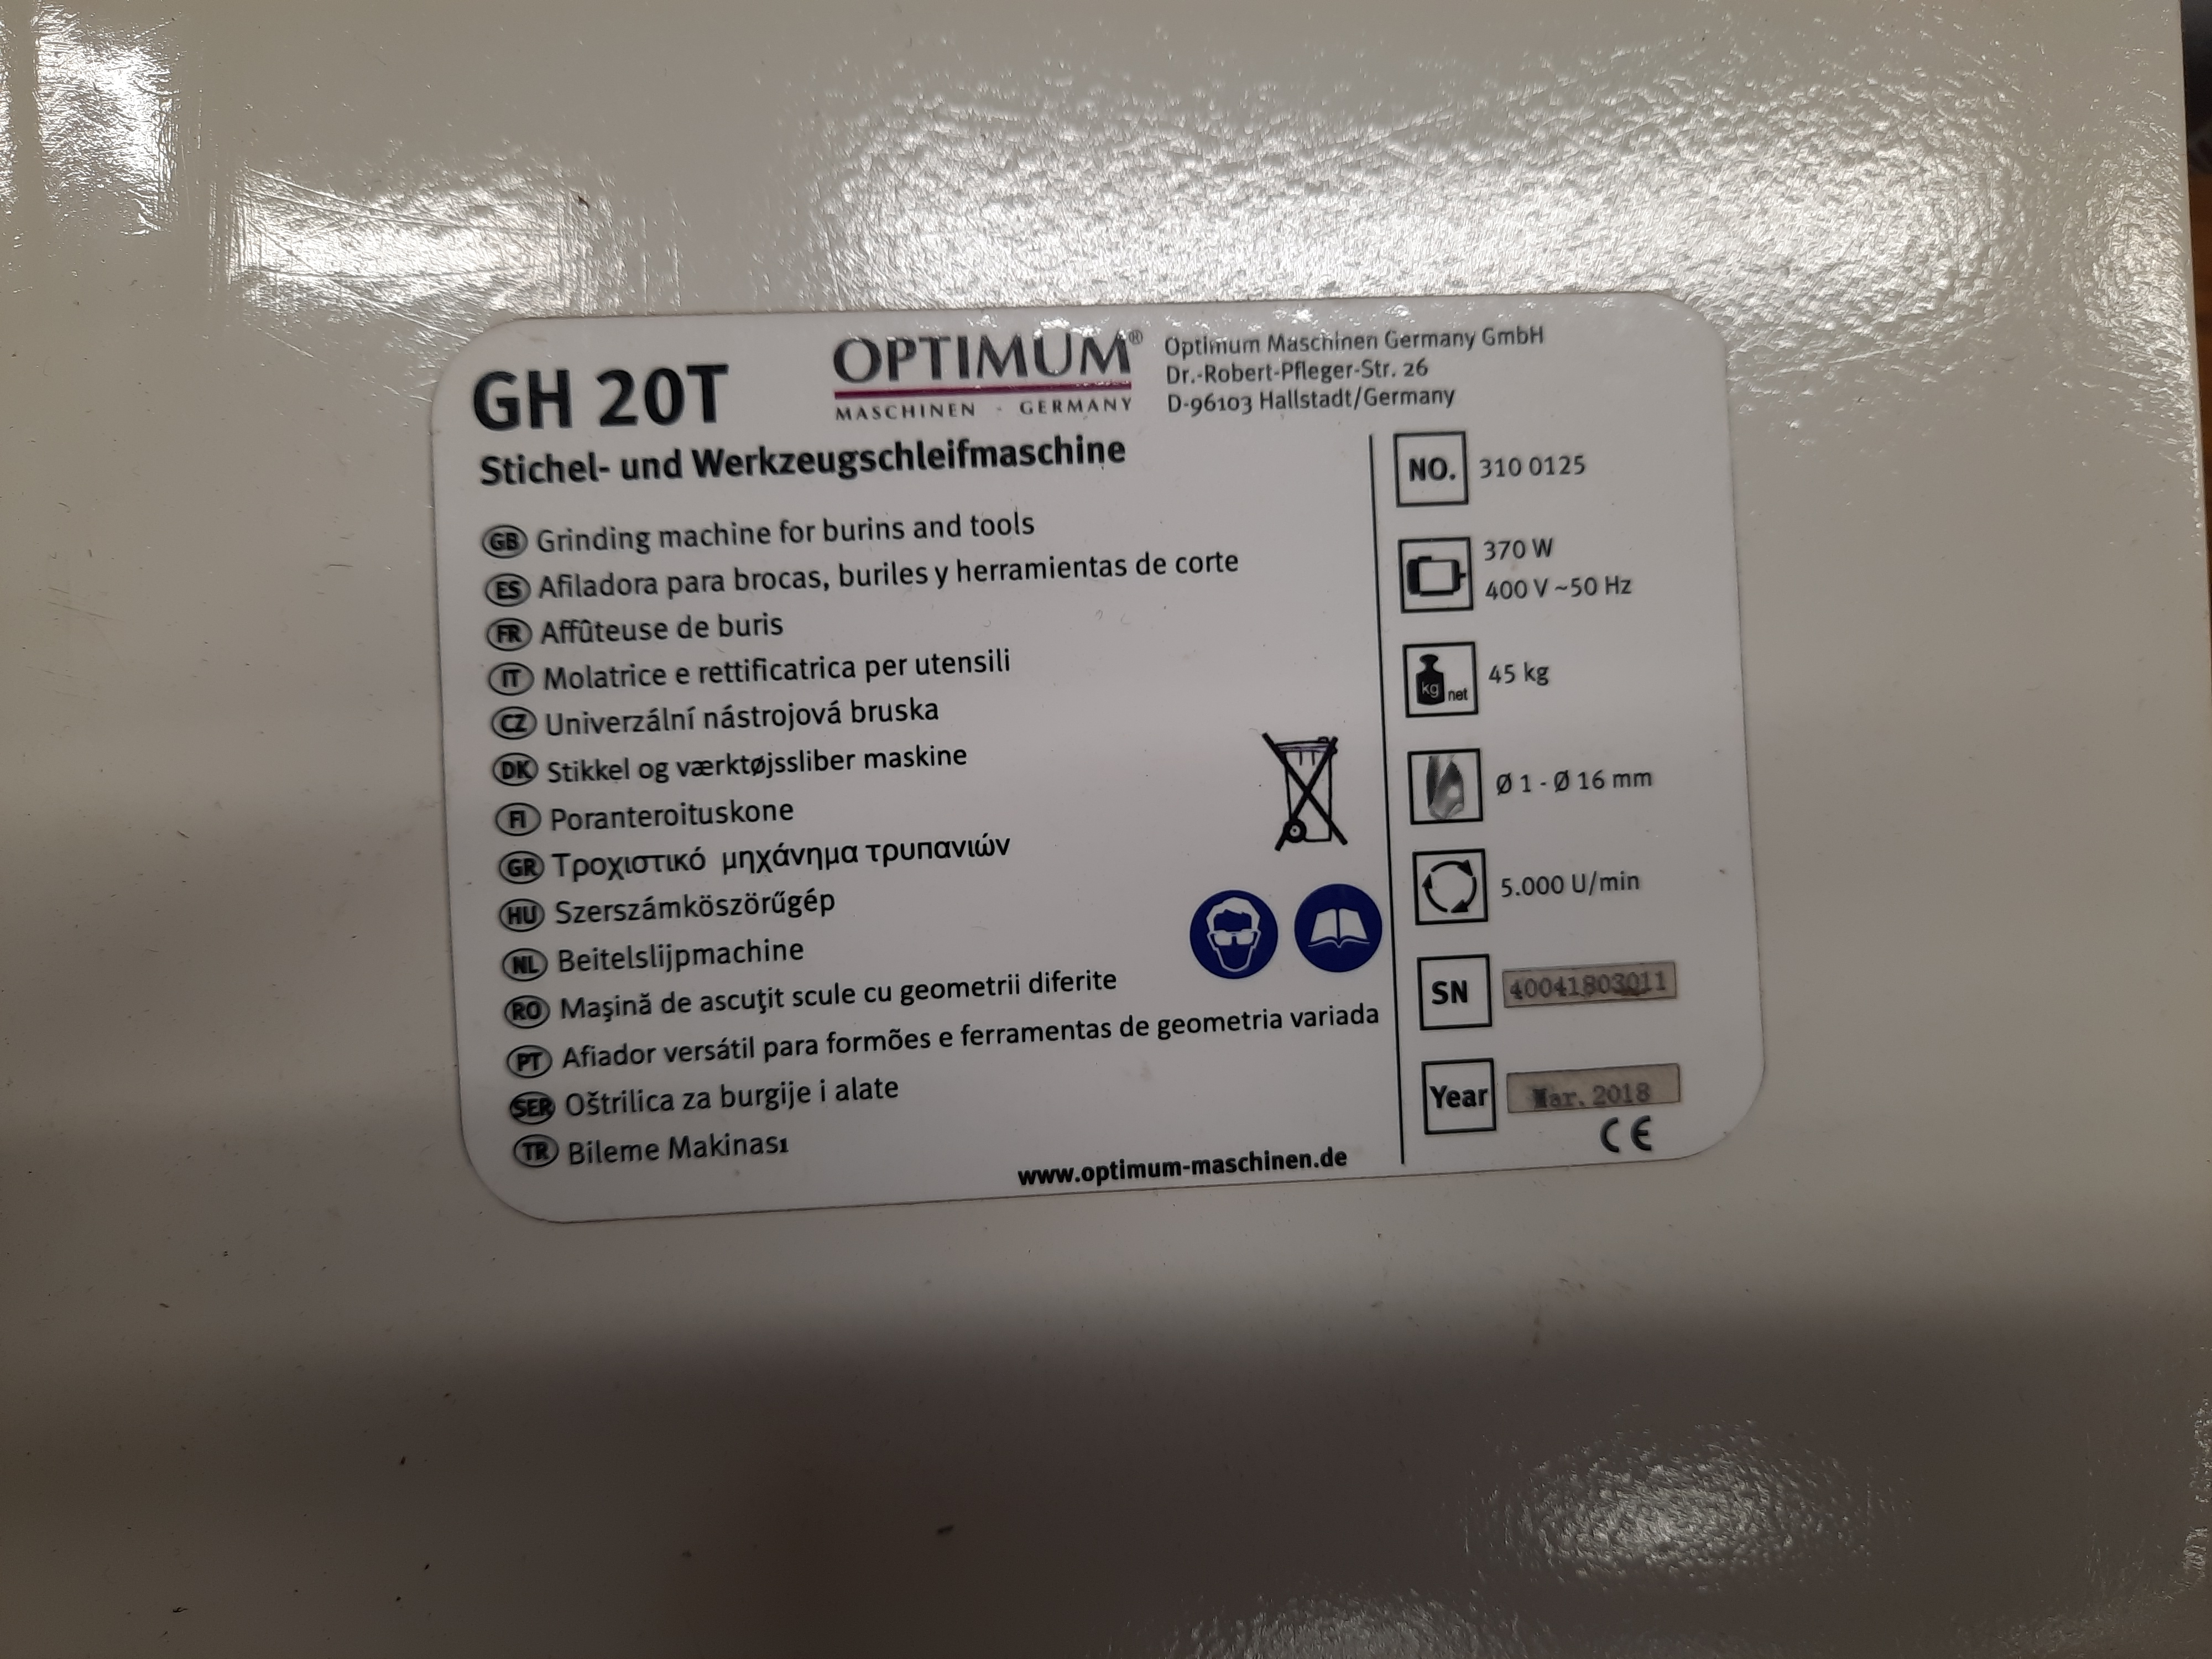 GH 20T
OPTIMUM®
MASCHINEN - GERMANY
Optimum Maschinen Germany GmbH
Dr.-Robert-Pfleger-Str. 26
D-96103 Hallstadt/Germany
Stichel- und Werkzeugschleifmaschine
GB Grinding machine for burins and tools
ES Afiladora para brocas, buriles y herramientas de corte
FR Affûteuse de buris
IT Molatrice e rettificatrica per utensili
CZ Univerzální nástrojová bruska
DK Stikkel og værktøjssliber maskine
FI Poranteroituskone
GR Τροχιστικό μηχάνημα τρυπανιών
HU Szerszámköszörűgép
NL Beitelslijpmachine
RO Maşină de ascuţit scule cu geometrii diferite
PT Afiador versátil para formões e ferramentas de geometria variada
SER Oštrilica za burgije i alate
TR Bileme Makinası
www.optimum-maschinen.de
NO. 310 0125
370 W
400 V ~50 Hz
kg net 45 kg
Ø 1 - Ø 16 mm
5.000 U/min
SN 40041803011
Year Mar. 2018
CE